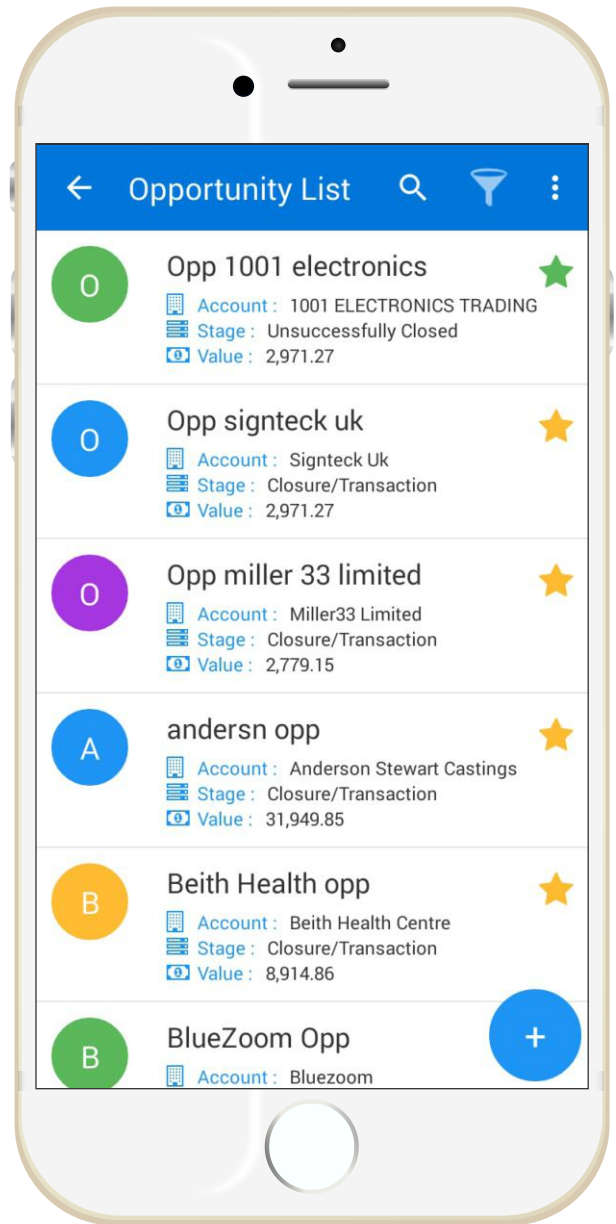 Opportunity List
O
Opp 1001 electronics
Account : 1001 ELECTRONICS TRADING
Stage : Unsuccessfully Closed
Value : 2,971.27
O
Opp signteck uk
Account : Signteck Uk
Stage : Closure/Transaction
Value : 2,971.27
O
Opp miller 33 limited
Account : Miller33 Limited
Stage : Closure/Transaction
Value : 2,779.15
A
andersn opp
Account : Anderson Stewart Castings
Stage : Closure/Transaction
Value : 31,949.85
B
Beith Health opp
Account : Beith Health Centre
Stage : Closure/Transaction
Value : 8,914.86
B
BlueZoom Opp
Account : Bluezoom
+